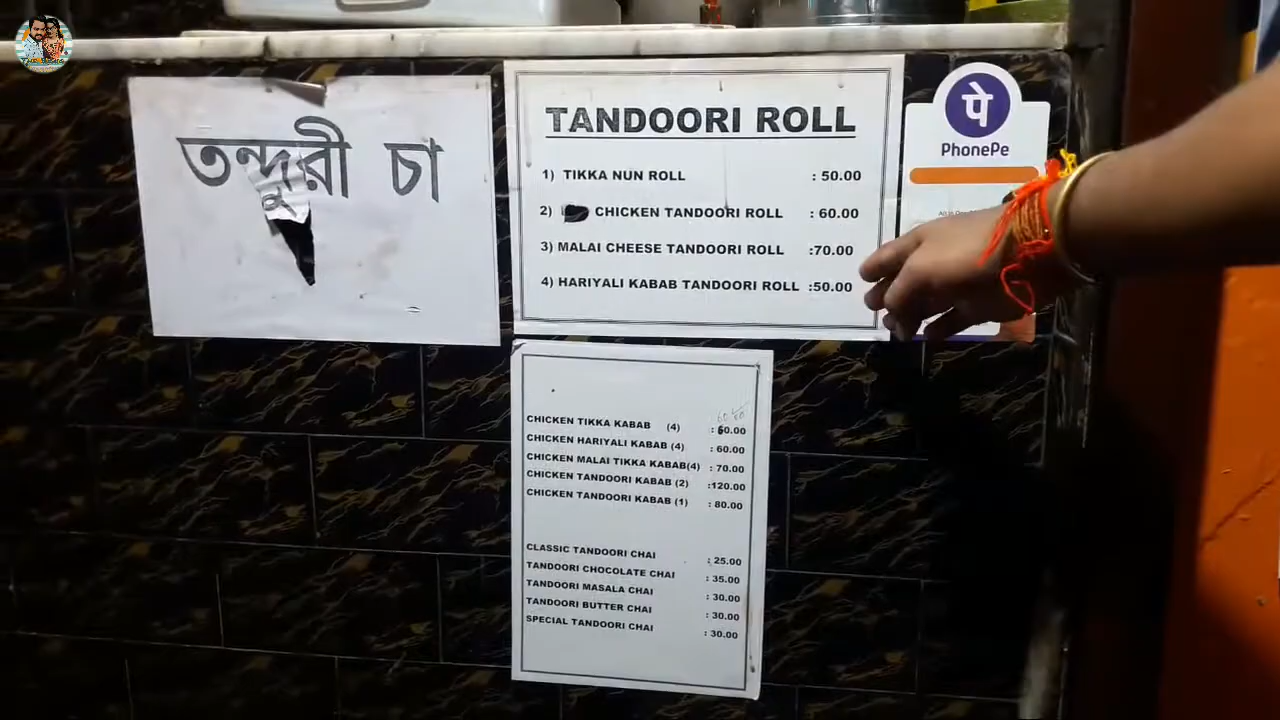 তন্দুরী চা
TANDOORI ROLL
1) TIKKA NUN ROLL : 50.00
2) CHICKEN TANDOORI ROLL : 60.00
3) MALAI CHEESE TANDOORI ROLL :70.00
4) HARIYALI KABAB TANDOORI ROLL :50.00
पे
PhonePe
CHICKEN TIKKA KABAB (4) : 60.00
CHICKEN HARIYALI KABAB (4) : 60.00
CHICKEN MALAI TIKKA KABAB(4) : 70.00
CHICKEN TANDOORI KABAB (2) :120.00
CHICKEN TANDOORI KABAB (1) : 80.00
CLASSIC TANDOORI CHAI : 25.00
TANDOORI CHOCOLATE CHAI : 35.00
TANDOORI MASALA CHAI : 30.00
TANDOORI BUTTER CHAI : 30.00
SPECIAL TANDOORI CHAI : 30.00